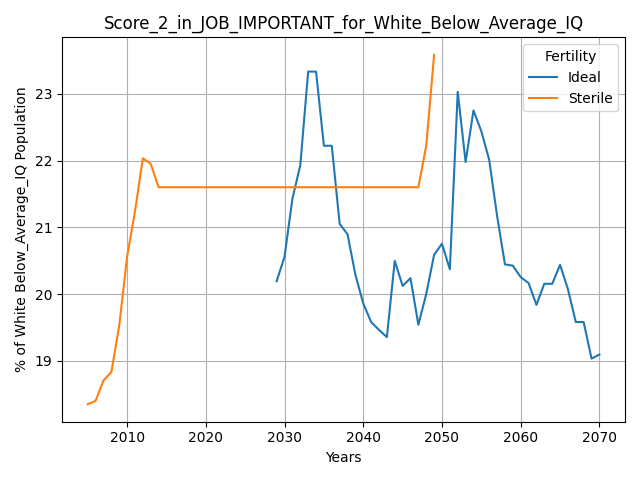 Score_2_in_JOB_IMPORTANT_for_White_Below_Average_IQ
% of White Below_Average_IQ Population
23
22
21
20
19
Fertility
Ideal
Sterile
2010 2020 2030 2040 2050 2060 2070
Years